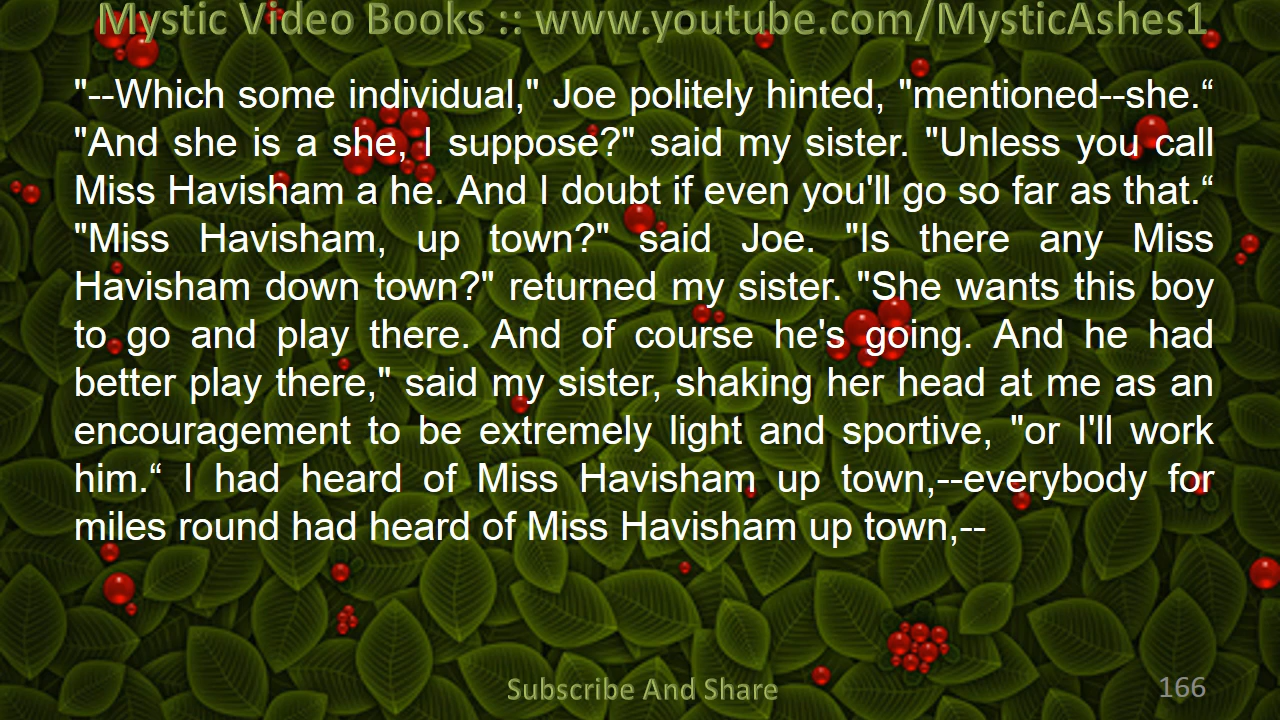 Mystic Video Books :: www.youtube.com/MysticAshes1
"--Which some individual," Joe politely hinted, "mentioned--she.“
"And she is a she, I suppose?" said my sister. "Unless you call
Miss Havisham a he. And I doubt if even you'll go so far as that.“
"Miss Havisham, up town?" said Joe. "Is there any Miss
Havisham down town?" returned my sister. "She wants this boy
to go and play there. And of course he's going. And he had
better play there," said my sister, shaking her head at me as an
encouragement to be extremely light and sportive, "or I'll work
him.“ I had heard of Miss Havisham up town,--everybody for
miles round had heard of Miss Havisham up town,--
Subscribe And Share
166